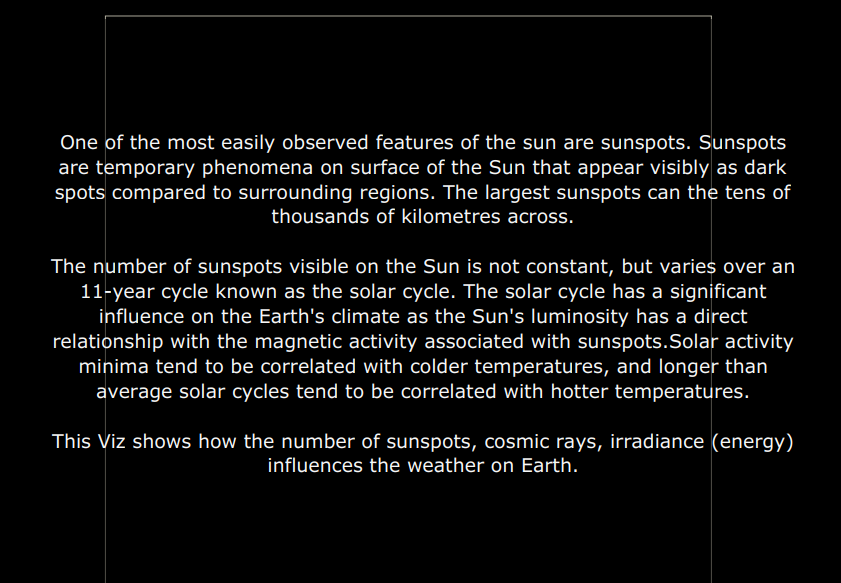 One of the most easily observed features of the sun are sunspots. Sunspots
are temporary phenomena on surface of the Sun that appear visibly as dark
spots compared to surrounding regions. The largest sunspots can the tens of
thousands of kilometres across.
The number of sunspots visible on the Sun is not constant, but varies over an
11-year cycle known as the solar cycle. The solar cycle has a significant
influence on the Earth's climate as the Sun's luminosity has a direct
relationship with the magnetic activity associated with sunspots.Solar activity
minima tend to be correlated with colder temperatures, and longer than
average solar cycles tend to be correlated with hotter temperatures.
This Viz shows how the number of sunspots, cosmic rays, irradiance (energy)
influences the weather on Earth.